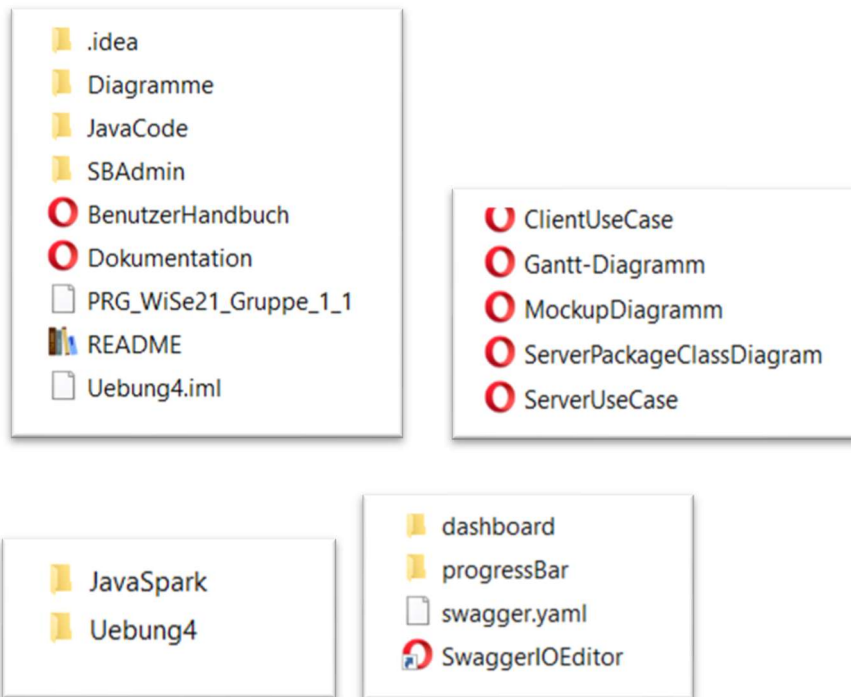 .idea
Diagramme
JavaCode
SBAdmin
BenutzerHandbuch
Dokumentation
PRG_WiSe21_Gruppe_1_1
README
Uebung4.iml
ClientUseCase
Gantt-Diagramm
MockupDiagramm
ServerPackageClassDiagram
ServerUseCase
JavaSpark
Uebung4
dashboard
progressBar
swagger.yaml
SwaggerIOEditor